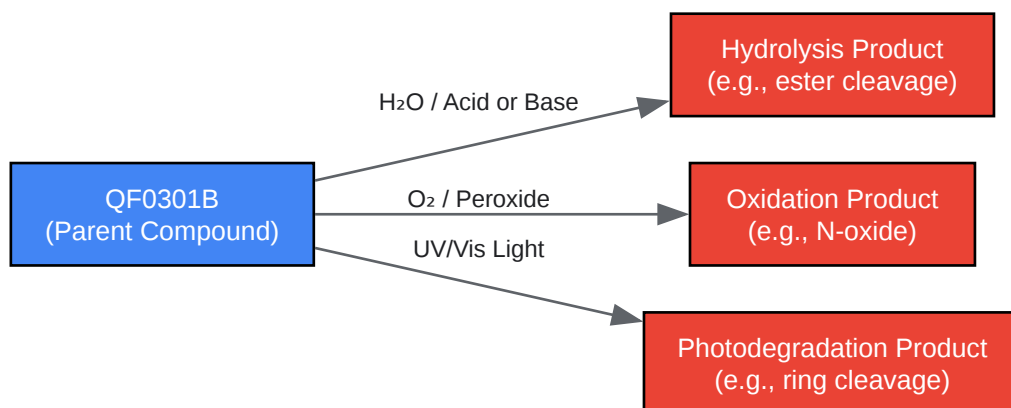 Hydrolysis Product
(e.g., ester cleavage)
H₂O / Acid or Base
QF0301B
(Parent Compound)
O₂ / Peroxide
Oxidation Product
(e.g., N-oxide)
UV/Vis Light
Photodegradation Product
(e.g., ring cleavage)